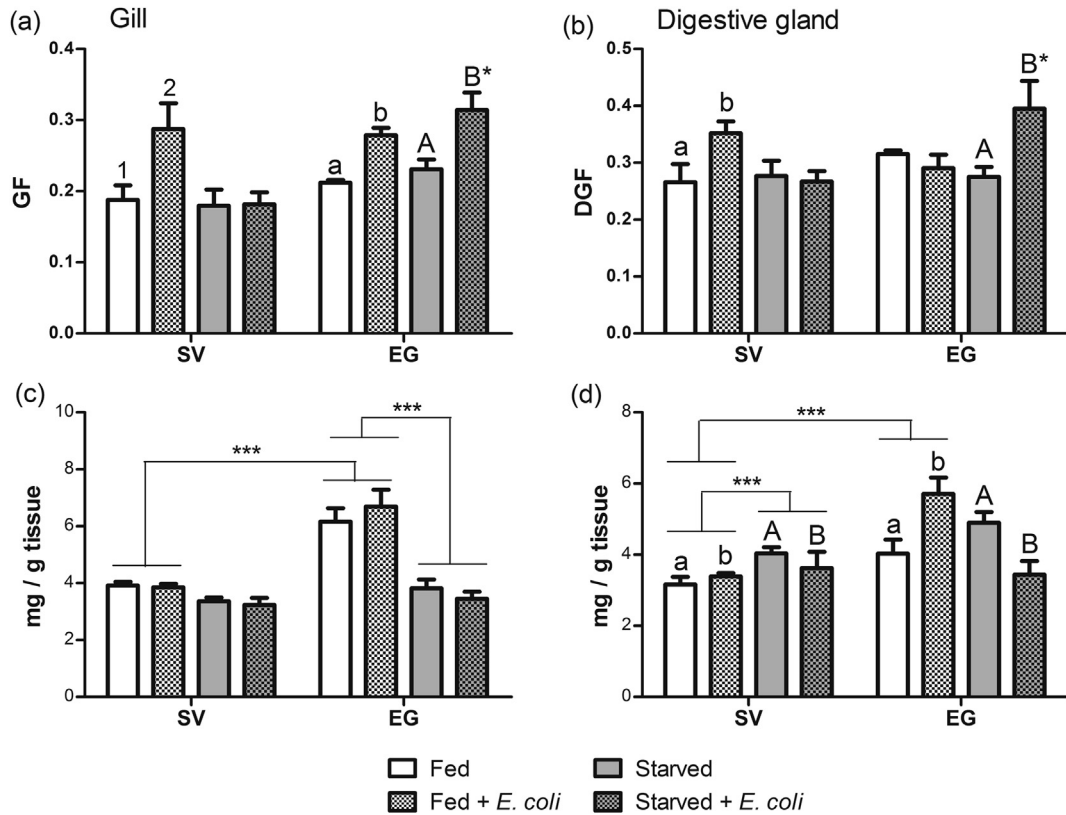 (a) Gill
0.4
0.3
0.2
0.1
0.0
GF
1
2
a
b
A
B*
SV
EG
(b) Digestive gland
0.5
0.4
0.3
0.2
0.1
0.0
DGF
a
b
A
B*
SV
EG
(c)
10
8
6
4
2
0
mg / g tissue
***
***
SV
EG
(d)
8
6
4
2
0
mg / g tissue
***
***
a
b
A
B
a
b
A
B
SV
EG
Fed
Starved
Fed + E. coli
Starved + E. coli